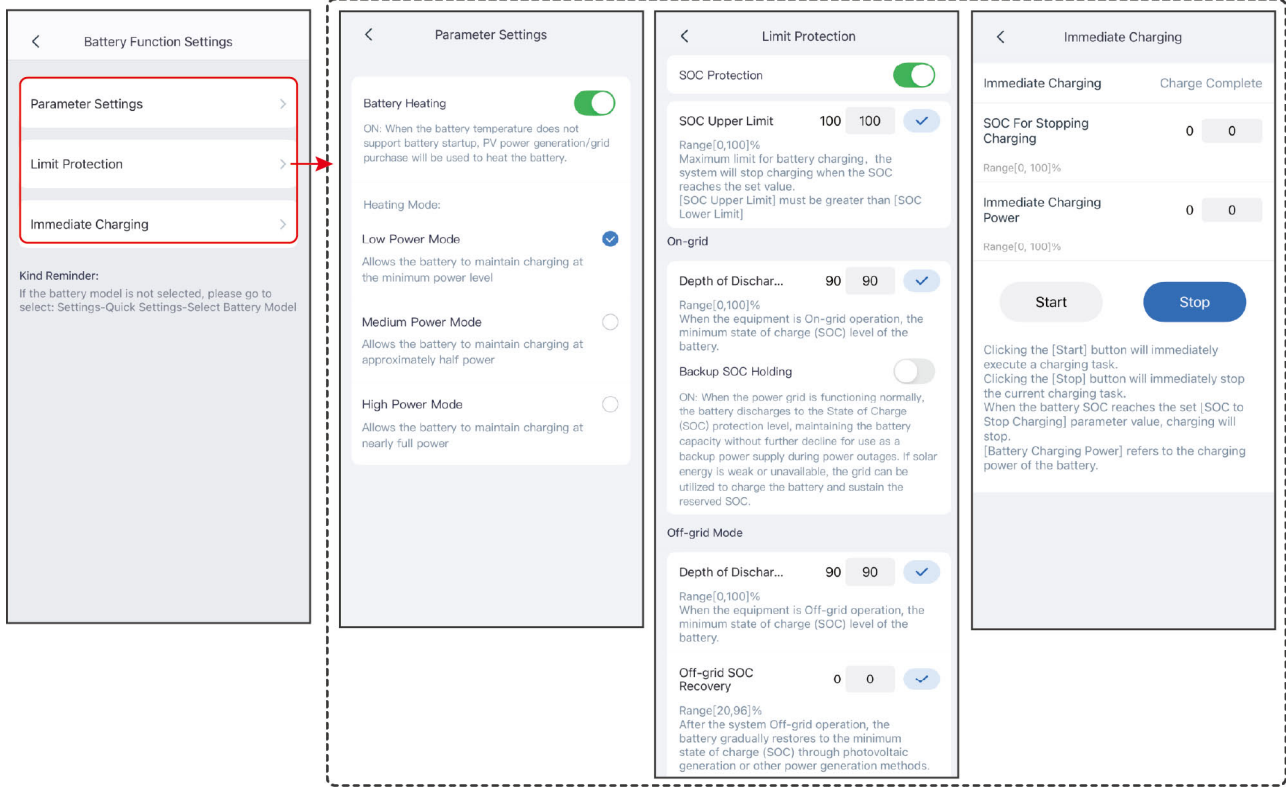 Battery Function Settings
Parameter Settings
Limit Protection
Immediate Charging
Kind Reminder:
If the battery model is not selected, please go to
select: Settings-Quick Settings-Select Battery Model
Parameter Settings
Battery Heating
ON: When the battery temperature does not
support battery startup, PV power generation/grid
purchase will be used to heat the battery.
Heating Mode:
Low Power Mode
Allows the battery to maintain charging at
the minimum power level
Medium Power Mode
Allows the battery to maintain charging at
approximately half power
High Power Mode
Allows the battery to maintain charging at
nearly full power
Limit Protection
SOC Protection
SOC Upper Limit 100 100
Range[0,100]%
Maximum limit for battery charging, the
system will stop charging when the SOC
reaches the set value.
[SOC Upper Limit] must be greater than [SOC
Lower Limit]
On-grid
Depth of Dischar... 90 90
Range[0,100]%
When the equipment is On-grid operation, the
minimum state of charge (SOC) level of the
battery.
Backup SOC Holding
ON: When the power grid is functioning normally,
the battery discharges to the State of Charge
(SOC) protection level, maintaining the battery
capacity without further decline for use as a
backup power supply during power outages. If solar
energy is weak or unavailable, the grid can be
utilized to charge the battery and sustain the
reserved SOC.
Off-grid Mode
Depth of Dischar... 90 90
Range[0,100]%
When the equipment is Off-grid operation, the
minimum state of charge (SOC) level of the
battery.
Off-grid SOC
Recovery 0 0
Range[20,96]%
After the system Off-grid operation, the
battery gradually restores to the minimum
state of charge (SOC) through photovoltaic
generation or other power generation methods.
Immediate Charging
Immediate Charging Charge Complete
SOC For Stopping
Charging 0 0
Range[0, 100]%
Immediate Charging
Power 0 0
Range[0, 100]%
Start Stop
Clicking the [Start] button will immediately
execute a charging task.
Clicking the [Stop] button will immediately stop
the current charging task.
When the battery SOC reaches the set [SOC to
Stop Charging] parameter value, charging will
stop.
[Battery Charging Power] refers to the charging
power of the battery.